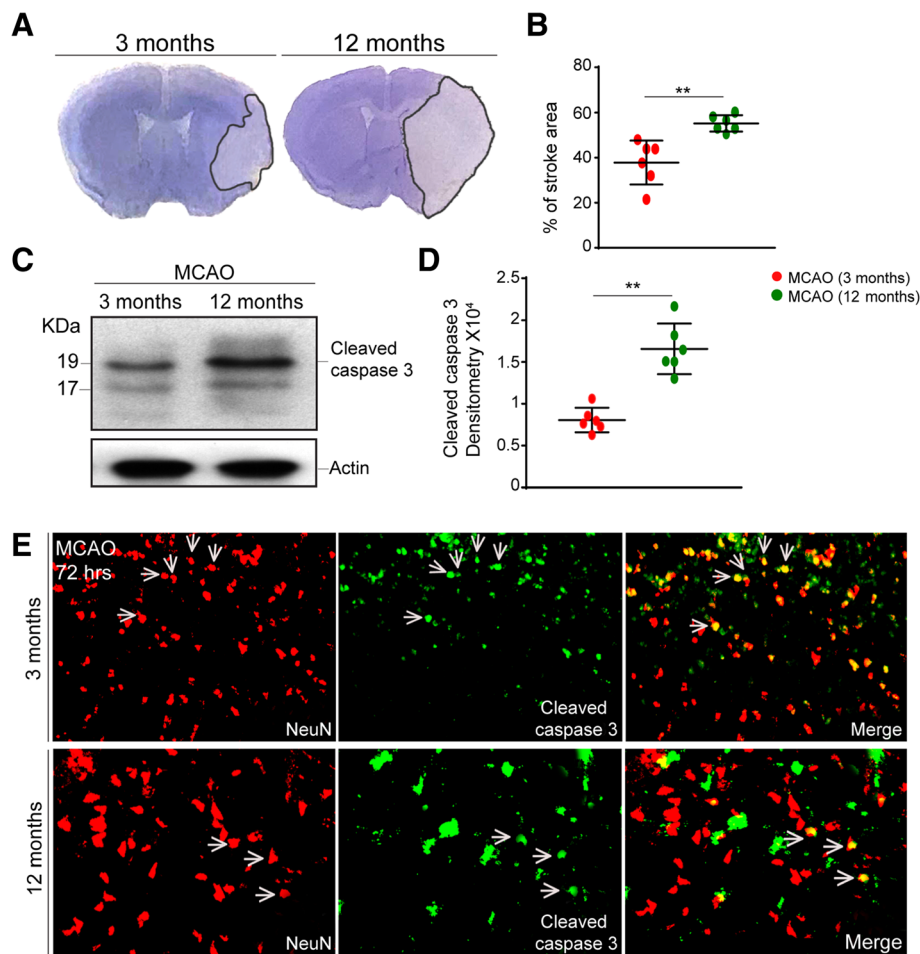 A
3 months
12 months
B
80
60
40
20
0
% of stroke area
**
C
MCAO
3 months 12 months
KDa
19
17
Cleaved
caspase 3
Actin
D
2.5
2
1.5
1
0.5
0
Cleaved caspase 3
Densitometry X10⁴
**
MCAO (3 months)
MCAO (12 months)
E
3 months
MCAO
72 hrs
NeuN
Cleaved
caspase 3
Merge
12 months
NeuN
Cleaved
caspase 3
Merge